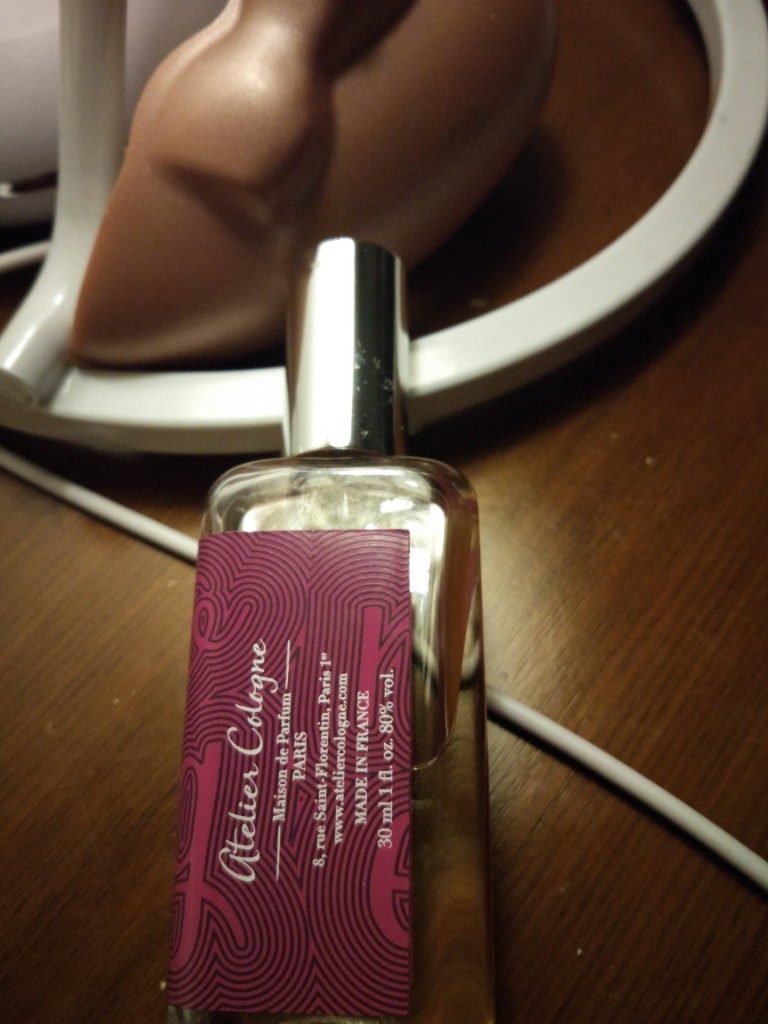 Atelier Cologne
Maison de Parfum
PARIS
8, rue Saint-Florentin, Paris 1er
www.ateliercologne.com
MADE IN FRANCE
30 ml 1 fl. oz. 80% vol.